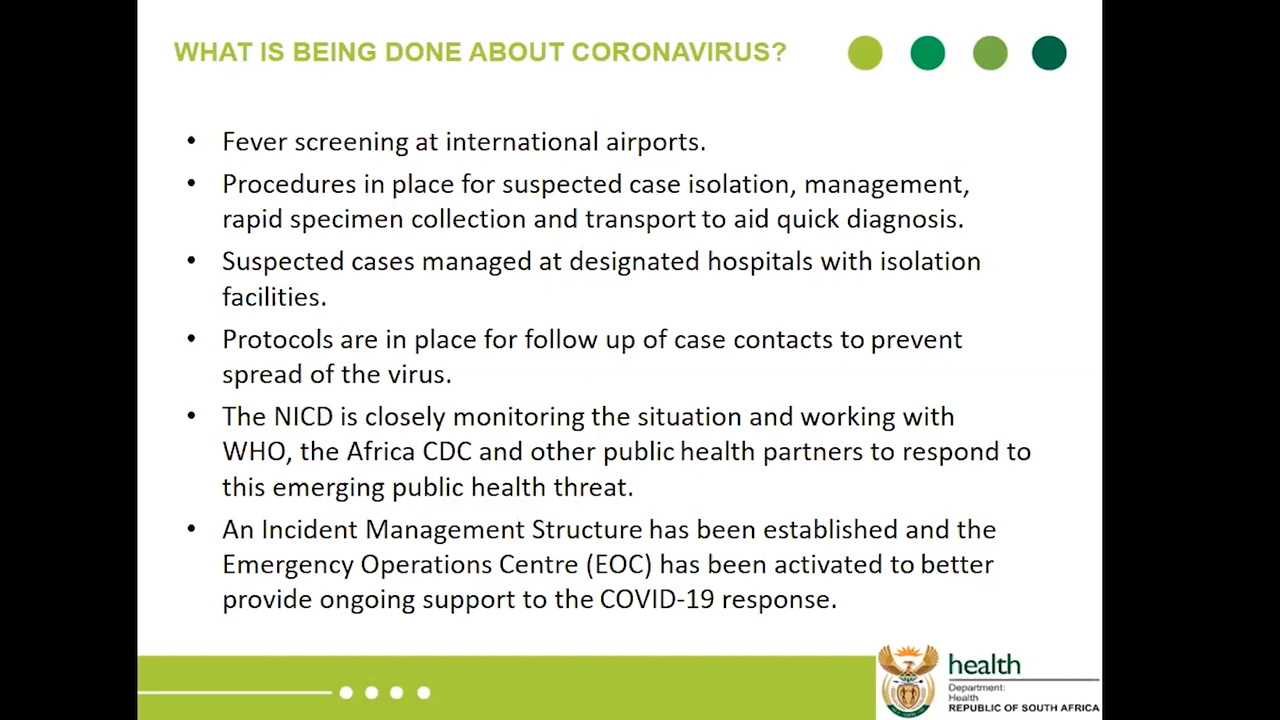 WHAT IS BEING DONE ABOUT CORONAVIRUS?
• Fever screening at international airports.
• Procedures in place for suspected case isolation, management,
rapid specimen collection and transport to aid quick diagnosis.
• Suspected cases managed at designated hospitals with isolation
facilities.
• Protocols are in place for follow up of case contacts to prevent
spread of the virus.
• The NICD is closely monitoring the situation and working with
WHO, the Africa CDC and other public health partners to respond to
this emerging public health threat.
• An Incident Management Structure has been established and the
Emergency Operations Centre (EOC) has been activated to better
provide ongoing support to the COVID-19 response.
health
Department:
Health
REPUBLIC OF SOUTH AFRICA